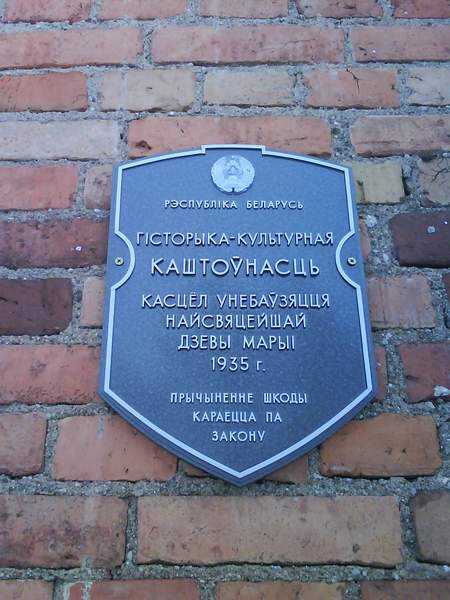 РЭСПУБЛІКА БЕЛАРУСЬ
ГІСТОРЫКА-КУЛЬТУРНАЯ
КАШТОЎНАСЦЬ
КАСЦЁЛ УНЕБАЎЗЯЦЦЯ
НАЙСВЯЦЕЙШАЙ
ДЗЕВЫ МАРЫІ
1935 г.
ПРЫЧЫНЕННЕ ШКОДЫ
КАРАЕЦЦА ПА
ЗАКОНУ